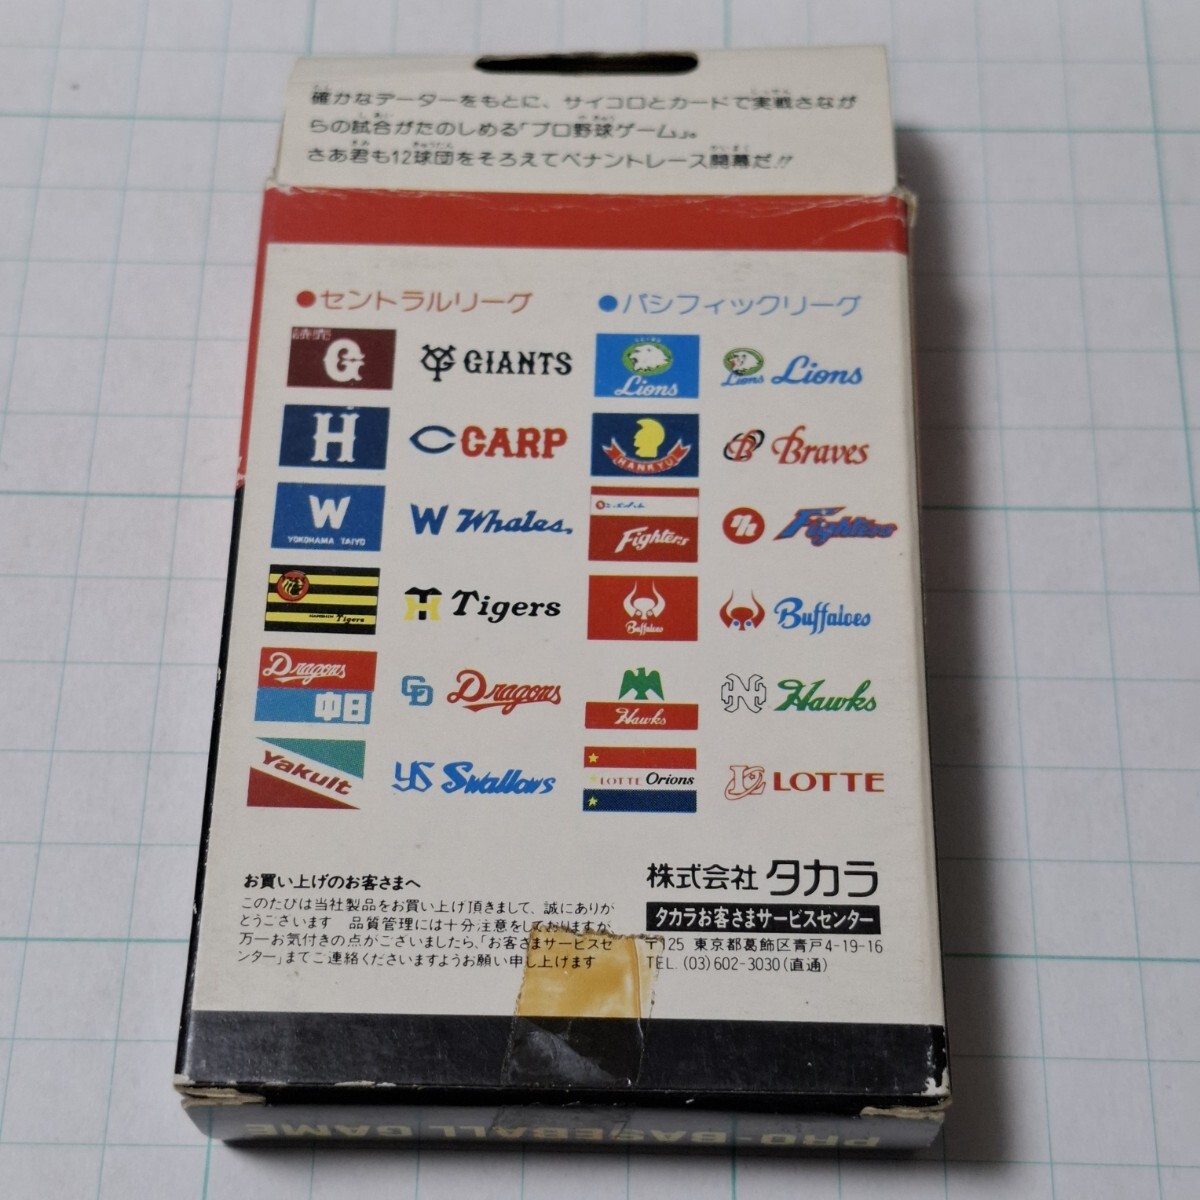 確かなデーターをもとに、サイコロとカードで実戦さなが
らの試合がたのしめる「プロ野球ゲーム」。
さあ君も12球団をそろえてペナントレース開幕だ!!
●セントラルリーグ
●パシフィックリーグ
読売
G
GIANTS
Lions
Lions
Lions
H
C CARP
HANKYU
B Braves
W
YOKOHAMA TAIYO
W Whales
Fighters
Fighters
Tigers
Tigers
Buffaloes
Buffaloes
Dragons
中日
CD Dragons
Hawks
Hawks
Yakult
YS Swallows
LOTTE Orions
LOTTE
お買い上げのお客さまへ
このたびは当社製品をお買い上げ頂きまして、誠にありが
とうございます 品質管理には十分注意をしておりますが、
万一お気付きの点がございましたら、「お客さまサービスセ
ンター」までご連絡くださいますようお願い申し上げます
株式会社 タカラ
タカラお客さまサービスセンター
〒125 東京都葛飾区青戸4-19-16
TEL. (03)602-3030(直通)
PRO-BASEBALL GAME